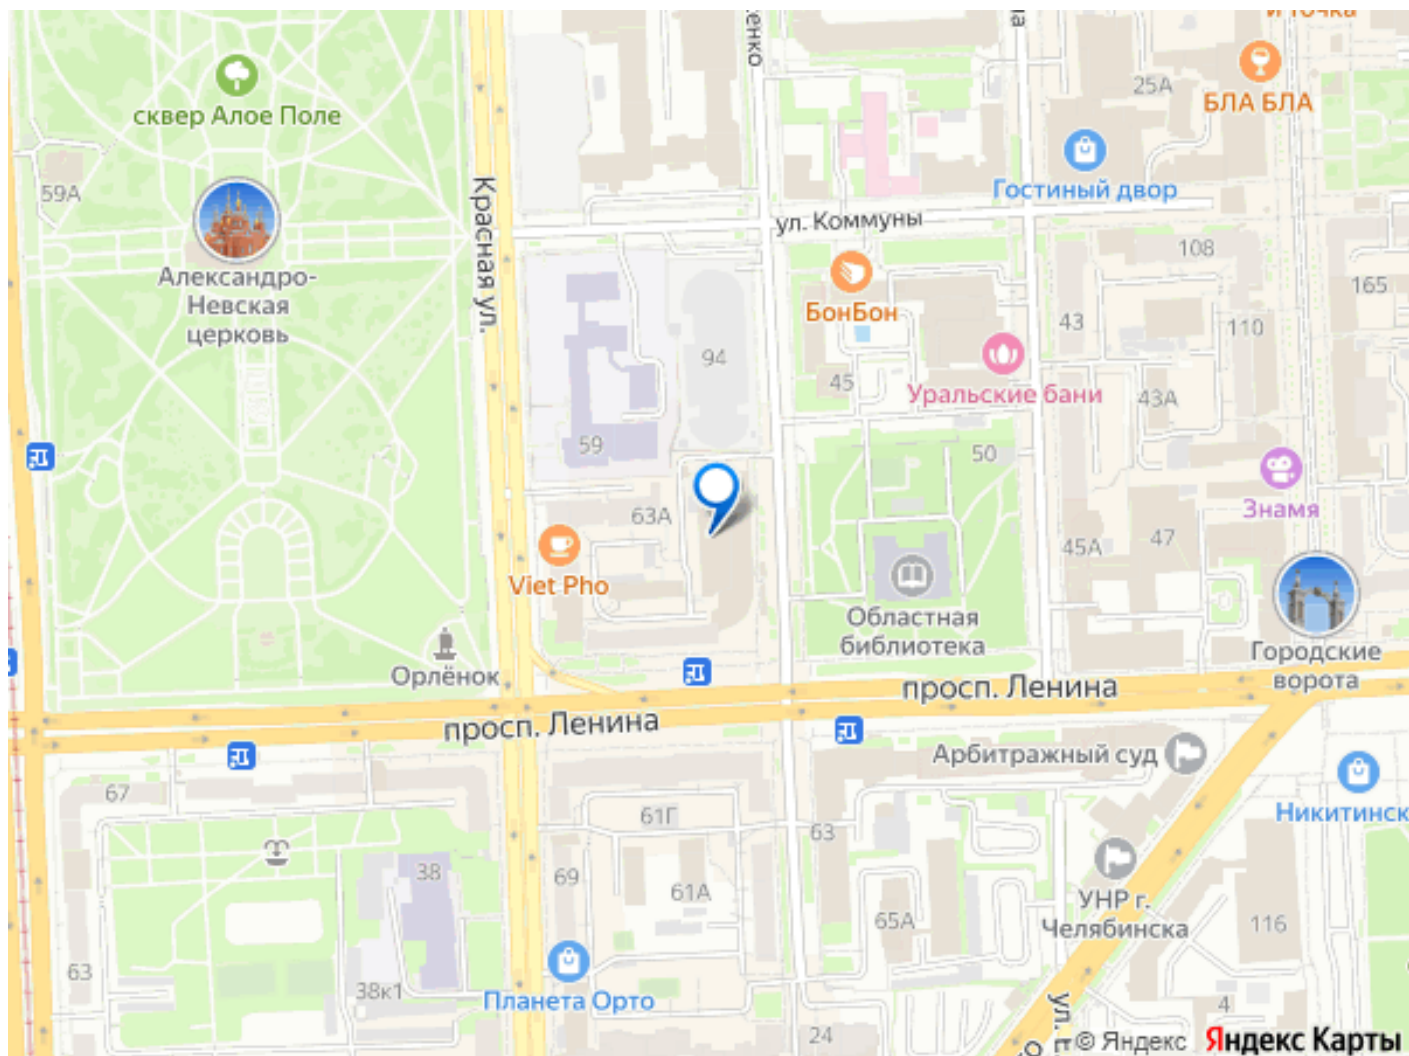 и точка
25А
БЛА БЛА
сквер Алое Поле
59А
Гостиный двор
Красная ул.
ул. Коммуны
108
Александро-
Невская
церковь
БонБон
165
43
110
94
45
Уральские бани
43А
59
50
Знамя
63А
47
45А
Viet Pho
Областная
библиотека
Орлёнок
Городские
ворота
просп. Ленина
просп. Ленина
Арбитражный суд
67
Никитинск
61Г
63
38
69
61А
УНР г.
Челябинска
65А
116
63
38к1
Планета Орто
4
24
ул.
© Яндекс Яндекс Карты